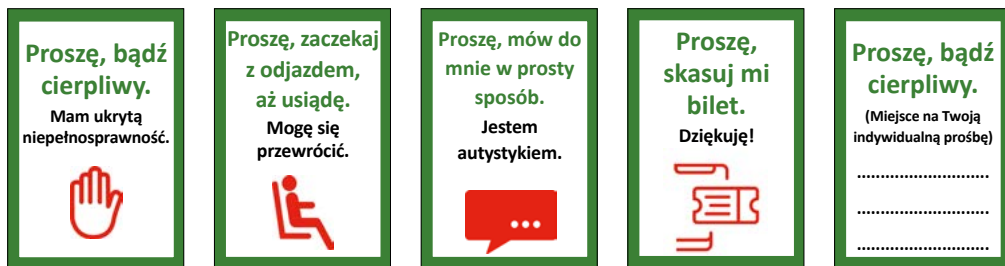 Proszę, bądź
cierpliwy.
Mam ukrytą
niepełnosprawność.
Proszę, zaczekaj
z odjazdem,
aż usiądę.
Mogę się
przewrócić.
Proszę, mów do
mnie w prosty
sposób.
Jestem
autystykiem.
Proszę,
skasuj mi
bilet.
Dziękuję!
Proszę, bądź
cierpliwy.
(Miejsce na Twoją
indywidualną prośbę)
............................
............................
............................